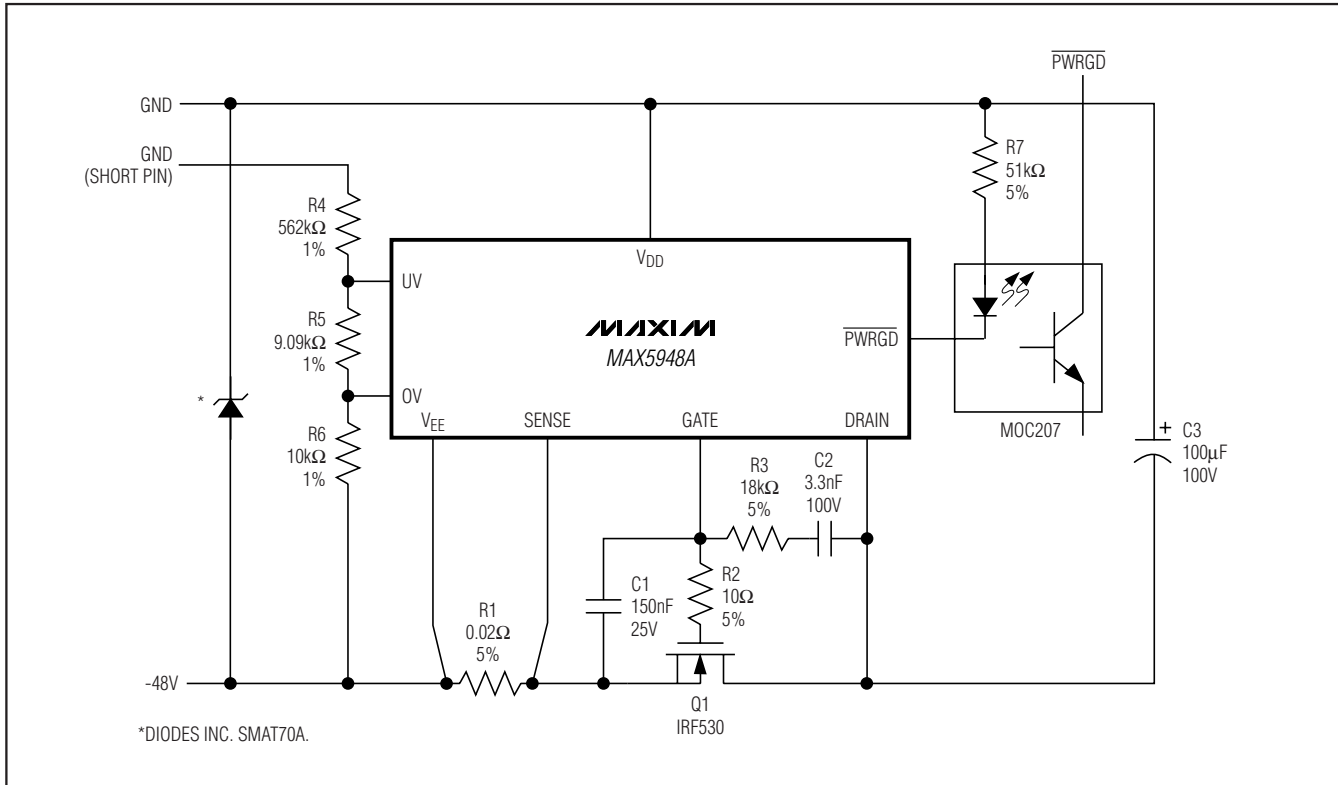 PWRGD
GND
GND
(SHORT PIN)
R4
562kΩ
1%
R5
9.09kΩ
1%
R6
10kΩ
1%
*
UV
OV
VDD
MAXIM
MAX5948A
PWRGD
VEE
SENSE
GATE
DRAIN
R7
51kΩ
5%
MOC207
+
C3
100µF
100V
R3
18kΩ
5%
C2
3.3nF
100V
C1
150nF
25V
R2
10Ω
5%
R1
0.02Ω
5%
-48V
Q1
IRF530
*DIODES INC. SMAT70A.